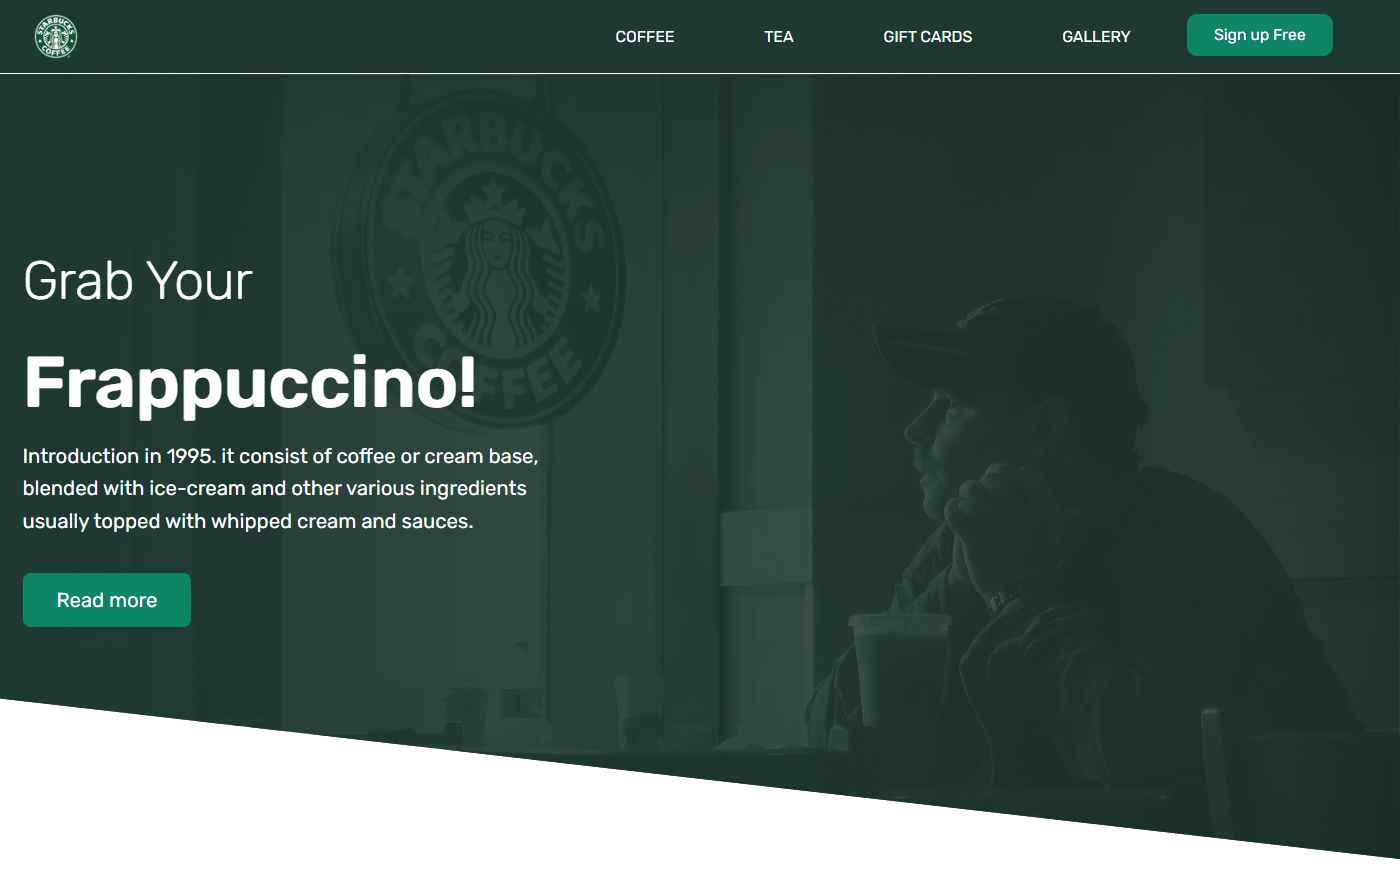 STARBUCKS
COFFEE
COFFEE
TEA
GIFT CARDS
GALLERY
Sign up Free
STARBUCKS
COFFEE
Grab Your
Frappuccino!
Introduction in 1995. it consist of coffee or cream base,
blended with ice-cream and other various ingredients
usually topped with whipped cream and sauces.
Read more